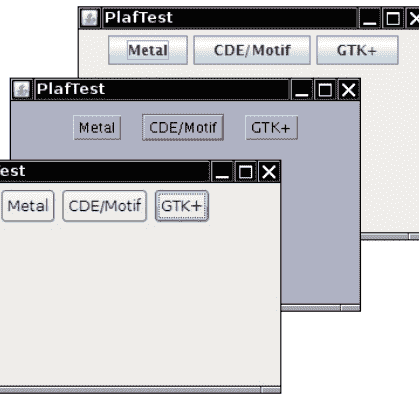 PlafTest
Metal CDE/Motif GTK+
PlafTest
Metal CDE/Motif GTK+
est
Metal CDE/Motif GTK+